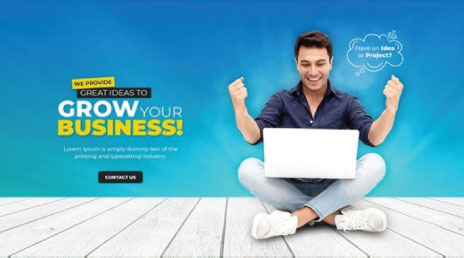 WE PROVIDE
GREAT IDEAS TO
GROW YOUR
BUSINESS!
Lorem Ipsum is simply dummy text of the
printing and typesetting industry.
CONTACT US
Have an Idea
or Project?